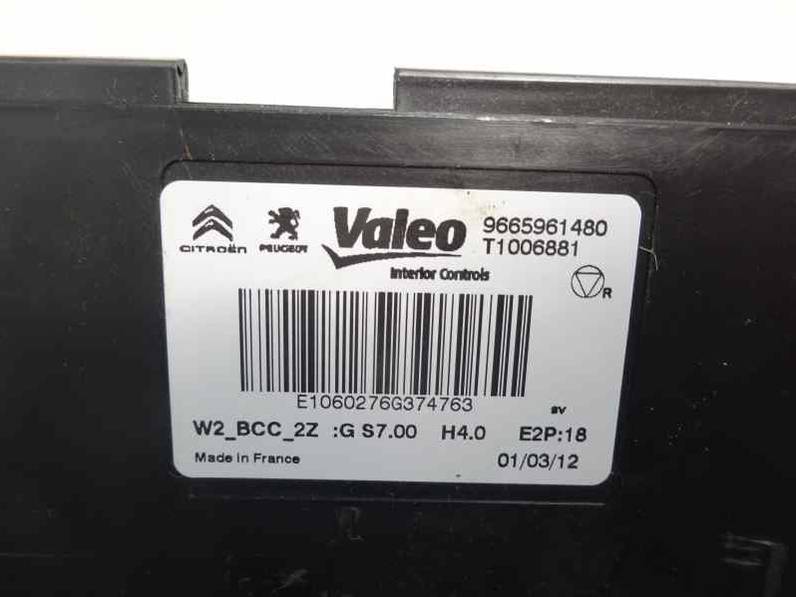 CITROËN PEUGEOT Valeo 9665961480
T1006881
Interior Controls
R
E1060276G374763
sv
W2_BCC_2Z :G S7.00 H4.0 E2P:18
Made in France 01/03/12